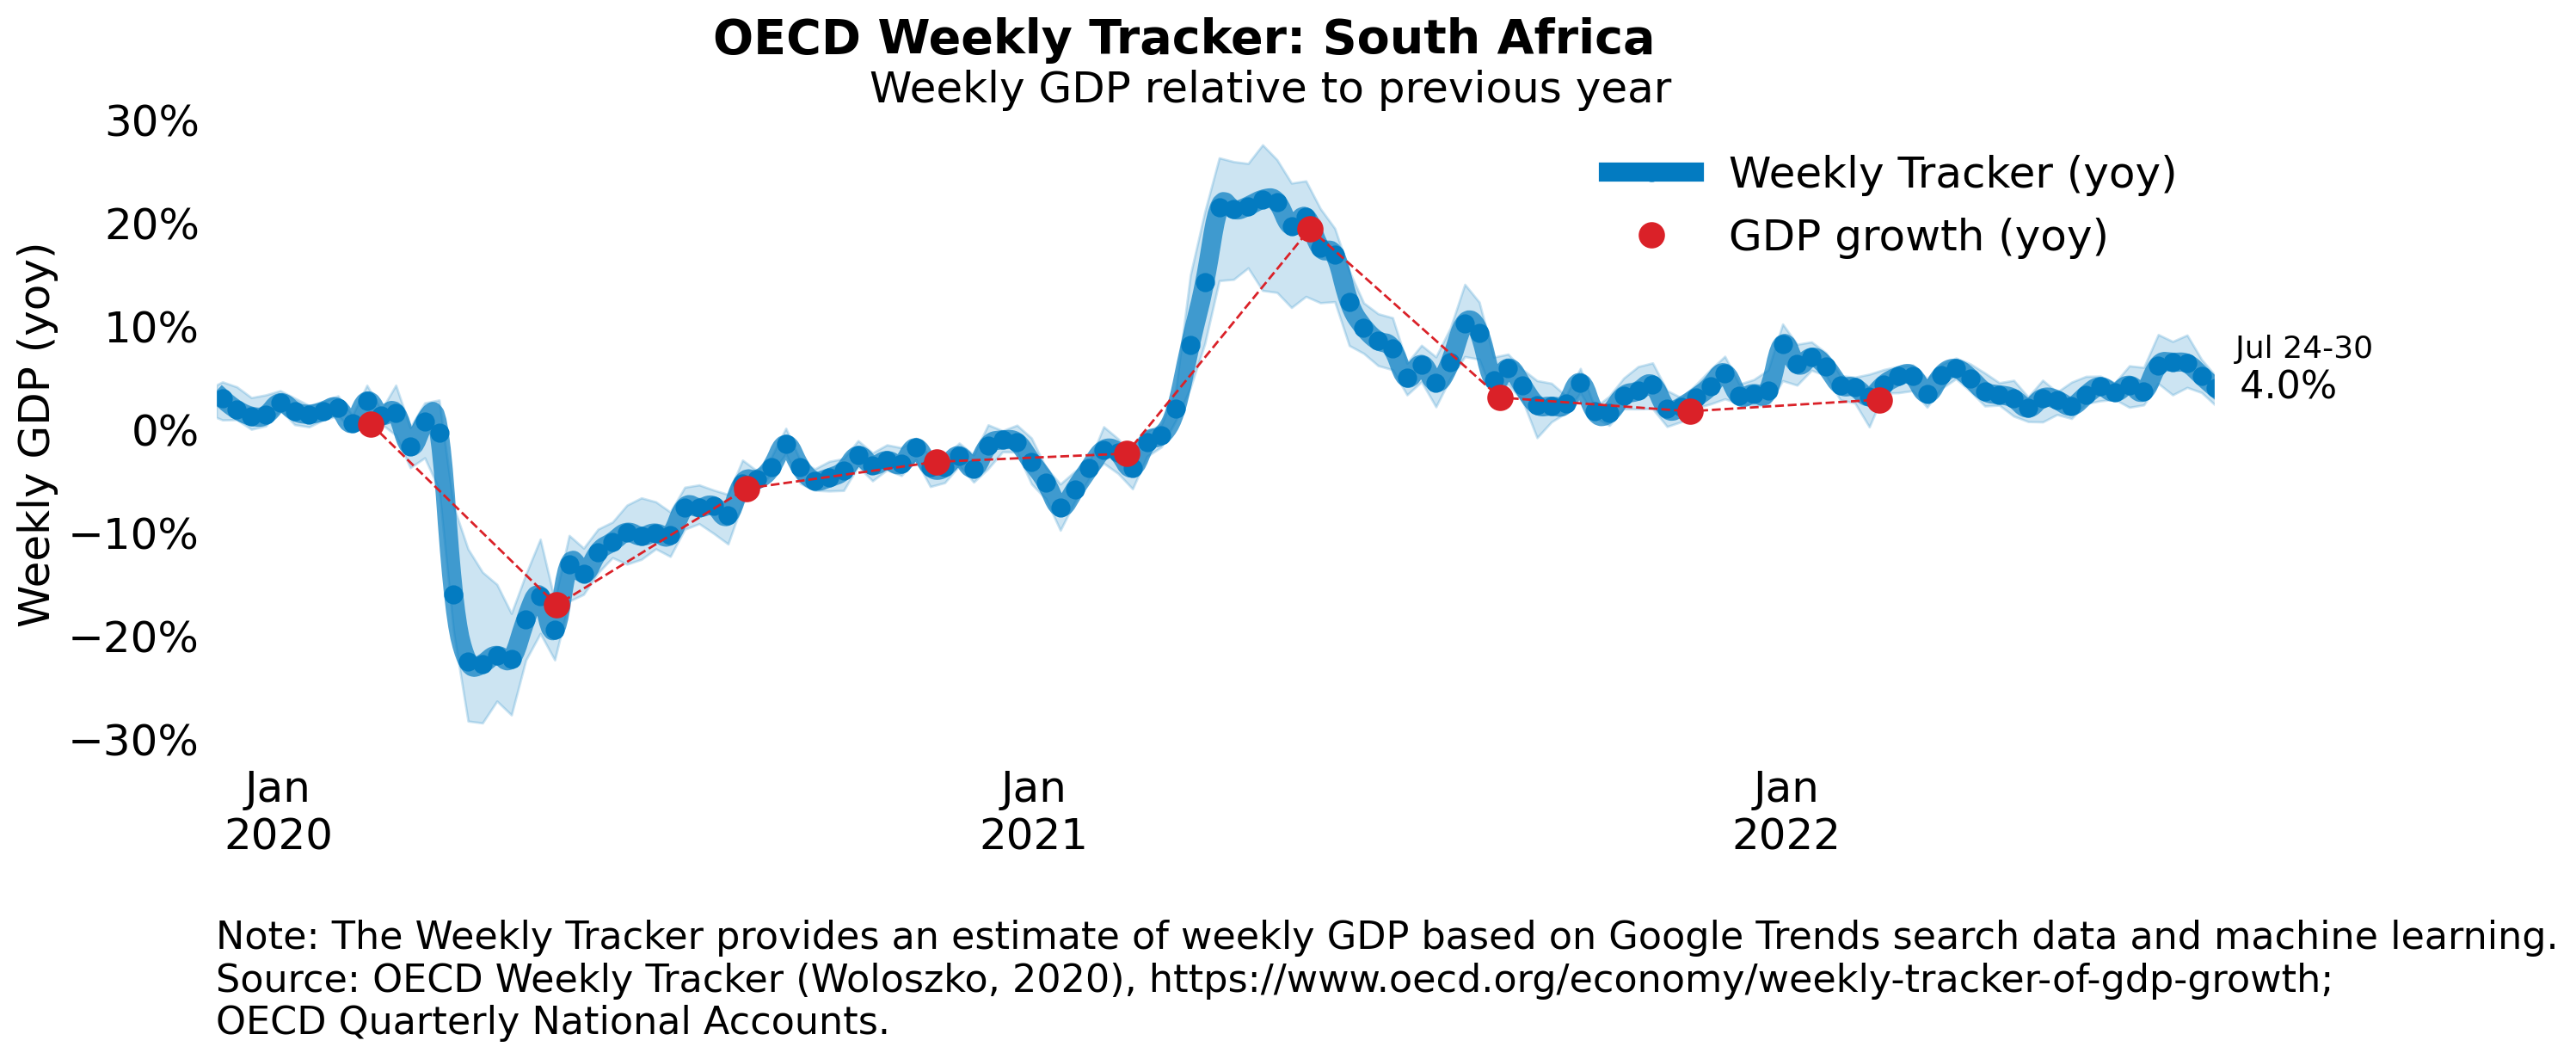 OECD Weekly Tracker: South Africa
Weekly GDP relative to previous year
Weekly GDP (yoy)
30%
20%
10%
0%
−10%
−20%
−30%
Weekly Tracker (yoy)
GDP growth (yoy)
Jul 24-30
4.0%
Jan
2020
Jan
2021
Jan
2022
Note: The Weekly Tracker provides an estimate of weekly GDP based on Google Trends search data and machine learning.
Source: OECD Weekly Tracker (Woloszko, 2020), https://www.oecd.org/economy/weekly-tracker-of-gdp-growth;
OECD Quarterly National Accounts.